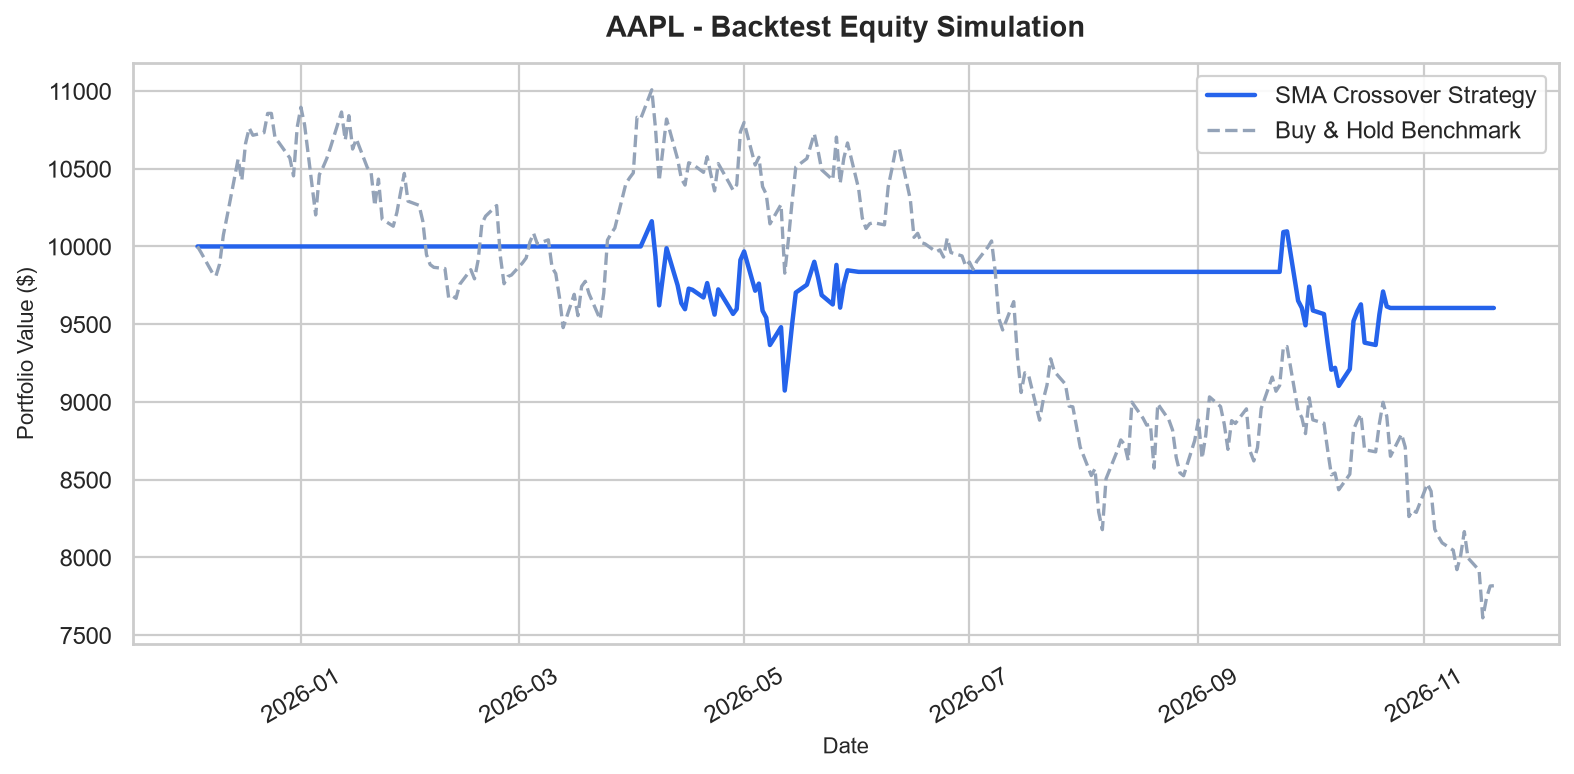 AAPL - Backtest Equity Simulation
SMA Crossover Strategy
Buy & Hold Benchmark
Portfolio Value ($)
11000
10500
10000
9500
9000
8500
8000
7500
2026-01
2026-03
2026-05
2026-07
2026-09
2026-11
Date